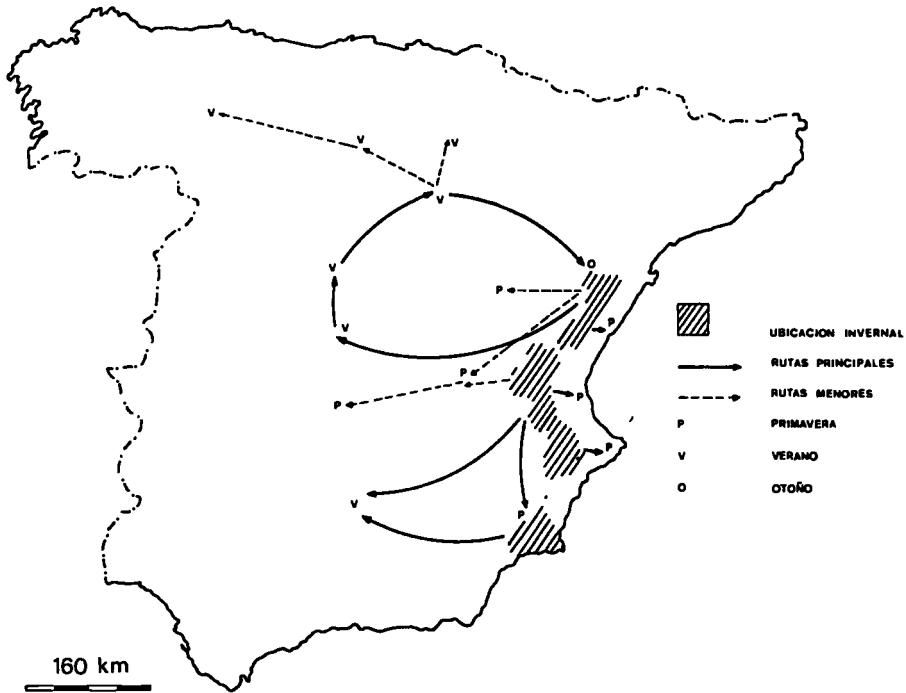 V
V
V
V
V
O
P
P
V
P
P
P
P
V
P
UBICACION INVERNAL
RUTAS PRINCIPALES
RUTAS MENORES
P PRIMAVERA
V VERANO
O OTOÑO
160 km